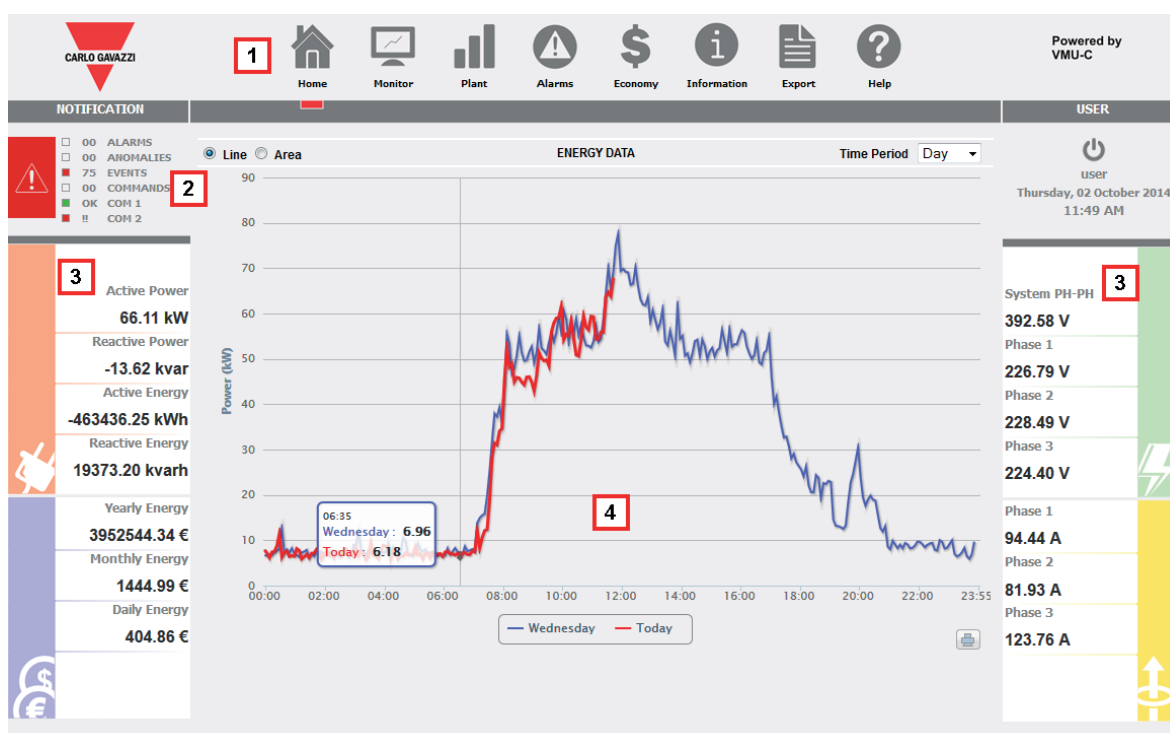 CARLO GAVAZZI
1
Home Monitor Plant Alarms Economy Information Export Help
Powered by
VMU-C
NOTIFICATION
00 ALARMS
00 ANOMALIES
75 EVENTS
00 COMMANDS
OK COM 1
!! COM 2
2
3
Active Power
66.11 kW
Reactive Power
-13.62 kvar
Active Energy
-463436.25 kWh
Reactive Energy
19373.20 kvarh
Yearly Energy
3952544.34 €
Monthly Energy
1444.99 €
Daily Energy
404.86 €
Line Area
ENERGY DATA
Time Period Day
Power (kW)
90
80
70
60
50
40
30
20
10
0
06:35
Wednesday : 6.96
Today : 6.18
4
00:00 02:00 04:00 06:00 08:00 10:00 12:00 14:00 16:00 18:00 20:00 22:00 23:55
Wednesday Today
USER
user
Thursday, 02 October 2014
11:49 AM
3
System PH-PH
392.58 V
Phase 1
226.79 V
Phase 2
228.49 V
Phase 3
224.40 V
Phase 1
94.44 A
Phase 2
81.93 A
Phase 3
123.76 A